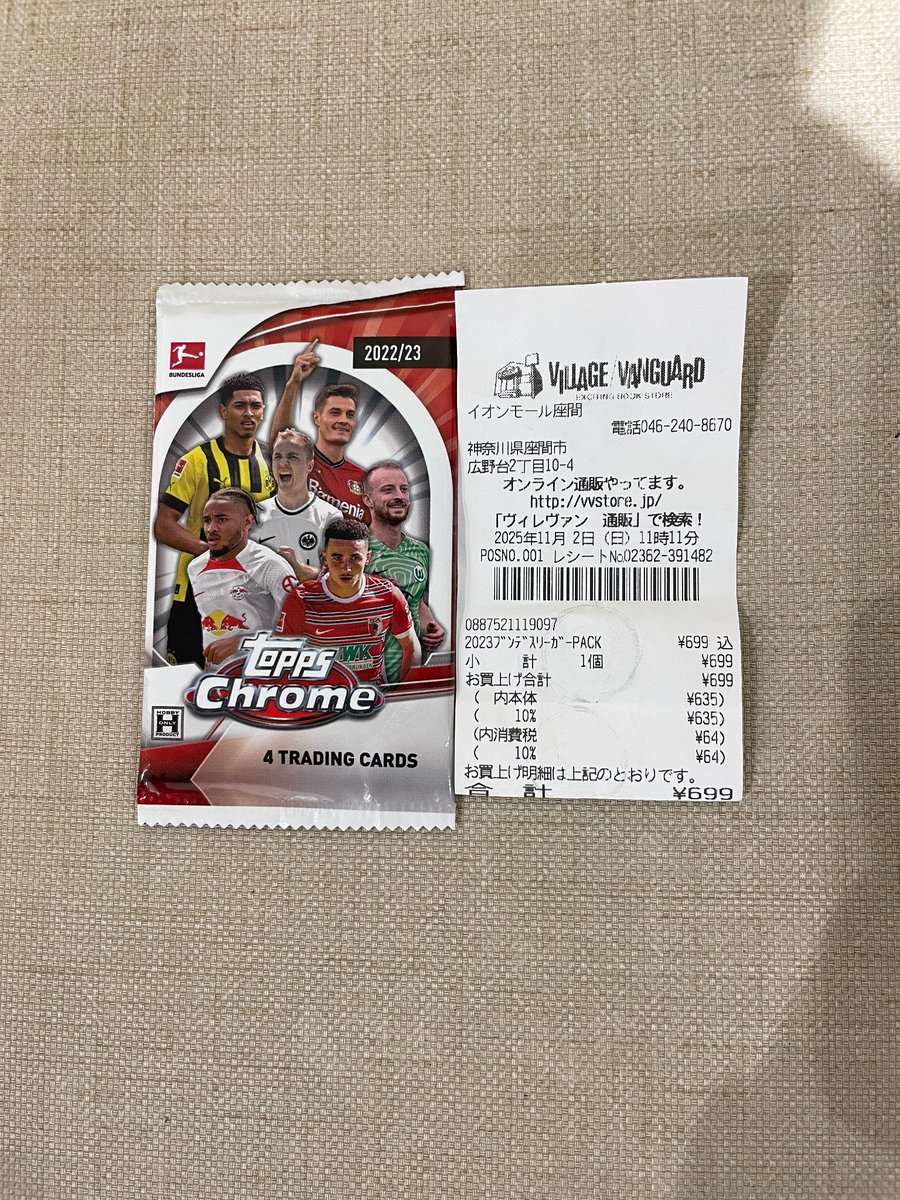 BUNDESLIGA
2022/23
topps
Chrome
HOBBY
ONLY
PRODUCT
4 TRADING CARDS
VILLAGE/VANGUARD
EXCITING BOOK STORE
イオンモール座間
電話046-240-8670
神奈川県座間市
広野台2丁目10-4
オンライン通販やってます。
http://vvstore.jp/
「ヴィレヴァン 通販」で検索!
2025年11月 2日(日) 11時11分
POSNO.001 レシートNo02362-391482
0887521119097
2023ブンデスリーガーPACK ¥699 込
小 計 1個 ¥699
お買上げ合計 ¥699
( 内本体 ¥635)
( 10% ¥635)
(内消費税 ¥64)
( 10% ¥64)
お買上げ明細は上記のとおりです。
合 計 ¥699